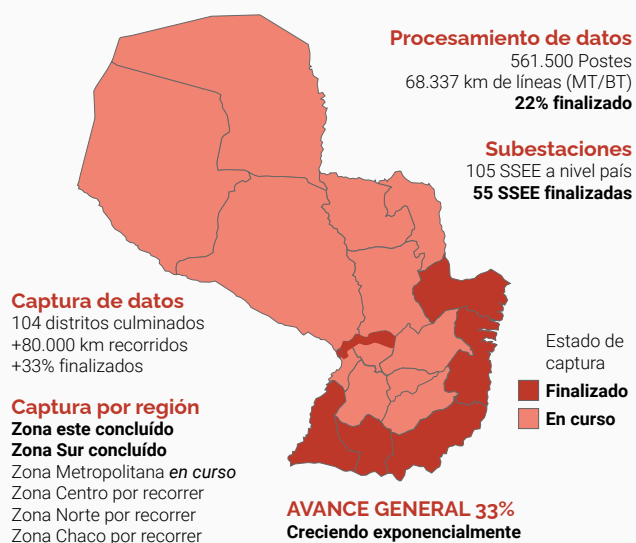 Procesamiento de datos
561.500 Postes
68.337 km de líneas (MT/BT)
22% finalizado
Subestaciones
105 SSEE a nivel país
55 SSEE finalizadas
Captura de datos
104 distritos culminados
+80.000 km recorridos
+33% finalizados
Captura por región
Zona este concluído
Zona Sur concluído
Zona Metropolitana en curso
Zona Centro por recorrer
Zona Norte por recorrer
Zona Chaco por recorrer
Estado de
captura
Finalizado
En curso
AVANCE GENERAL 33%
Creciendo exponencialmente